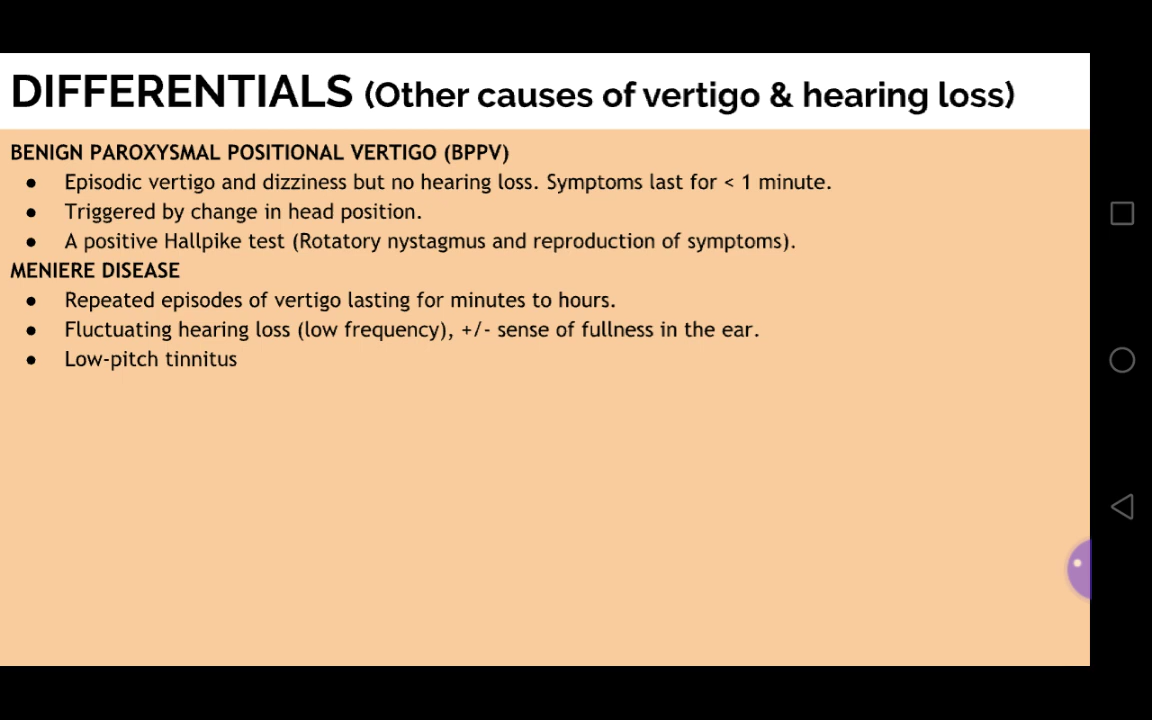 DIFFERENTIALS (Other causes of vertigo & hearing loss)
BENIGN PAROXYSMAL POSITIONAL VERTIGO (BPPV)
● Episodic vertigo and dizziness but no hearing loss. Symptoms last for < 1 minute.
● Triggered by change in head position.
● A positive Hallpike test (Rotatory nystagmus and reproduction of symptoms).
MENIERE DISEASE
● Repeated episodes of vertigo lasting for minutes to hours.
● Fluctuating hearing loss (low frequency), +/- sense of fullness in the ear.
● Low-pitch tinnitus